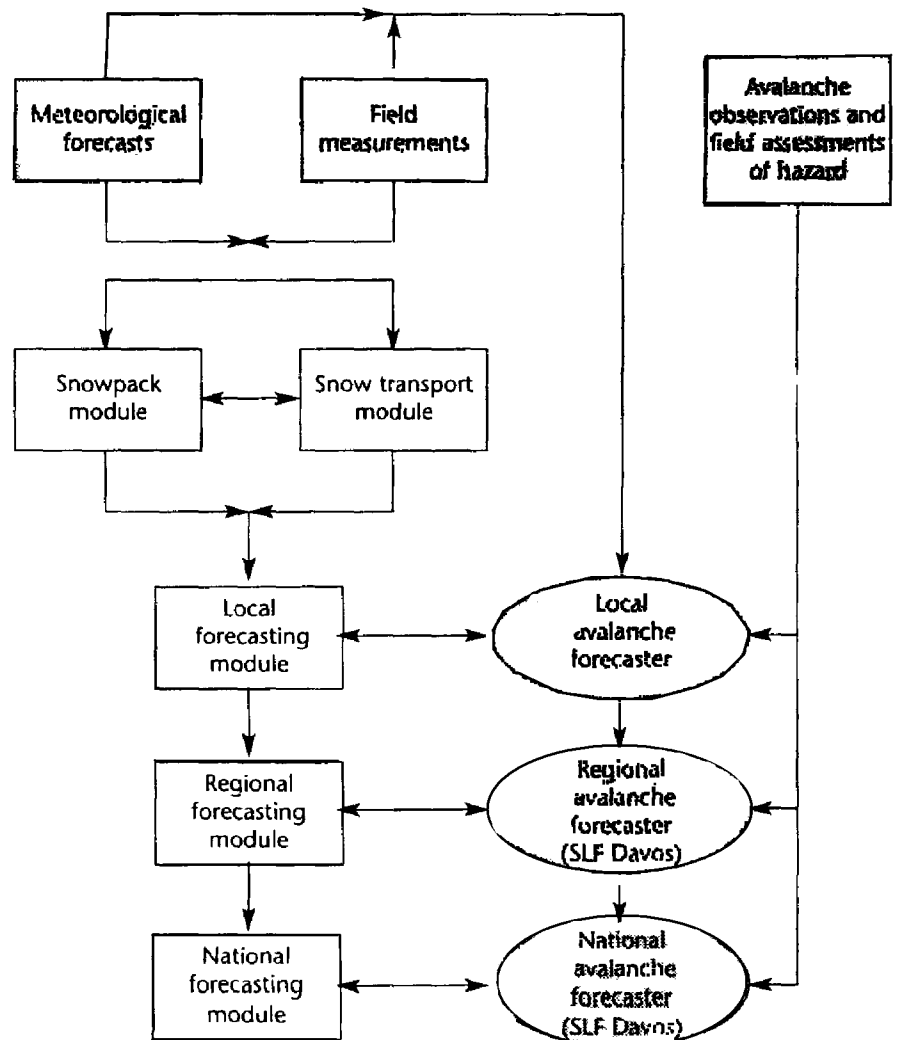 Meteorological
forecasts
Field
measurements
Avalanche
observations and
field assessments
of hazard
Snowpack
module
Snow transport
module
Local
forecasting
module
Local
avalanche
forecaster
Regional
forecasting
module
Regional
avalanche
forecaster
(SLF Davos)
National
forecasting
module
National
avalanche
forecaster
(SLF Davos)